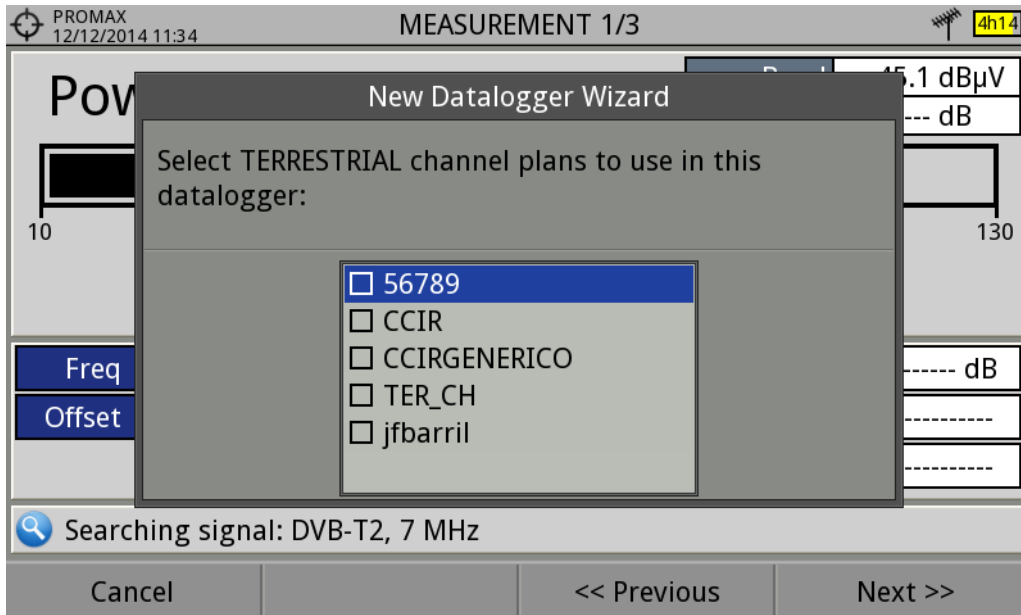 PROMAX
12/12/2014 11:34
MEASUREMENT 1/3
4h14
.1 dBµV
--- dB
New Datalogger Wizard
Select TERRESTRIAL channel plans to use in this
datalogger:
10
130
56789
CCIR
CCIRGENERICO
TER_CH
jfbarril
Freq
------ dB
Offset
----------
----------
Searching signal: DVB-T2, 7 MHz
Cancel
<< Previous
Next >>